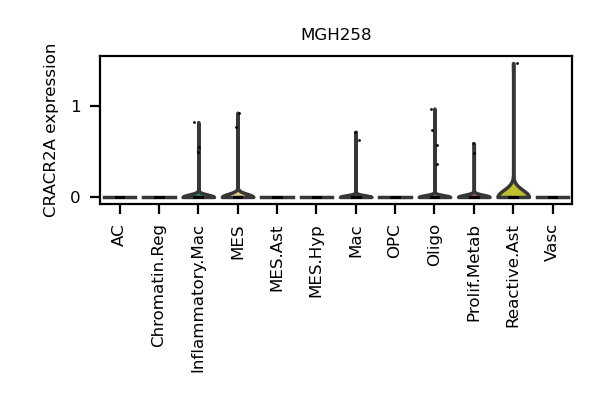 MGH258
CRACR2A expression
1
0
AC
Chromatin.Reg
Inflammatory.Mac
MES
MES.Ast
MES.Hyp
Mac
OPC
Oligo
Prolif.Metab
Reactive.Ast
Vasc